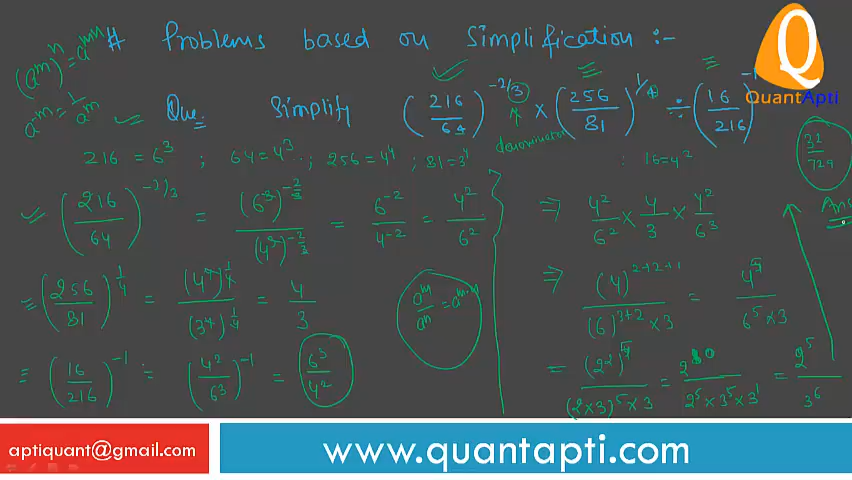 # Problems based on Simplification :-
(a^m)^n = a^mn
a^-m = 1/a^m
QuantApti
Que: Simplify (216/64)^-2/3 × (256/81)^1/4 ÷ (16/216)^-1
denominator
216 = 6^3 ; 64 = 4^3 ; 256 = 4^4 ; 81 = 3^4 : 16 = 4^2
(216/64)^-2/3 = (6^3)^-2/3 / (4^3)^-2/3 = 6^-2 / 4^-2 = 4^2 / 6^2
= (256/81)^1/4 = (4^4)^1/4 / (3^4)^1/4 = 4/3
a^m / a^n = a^m-n
= (16/216)^-1 = (4^2/6^3)^-1 = 6^3 / 4^2
⇒ 4^2/6^2 × 4/3 × 4^2/6^3
⇒ (4)^2+2+1 / (6)^3+2 × 3 = 4^5 / 6^5 × 3
= (2^2)^5 / (2×3)^5 × 3 = 2^10 / 2^5 × 3^5 × 3^1 = 2^5 / 3^6
32/729
Ans
aptiquant@gmail.com
www.quantapti.com